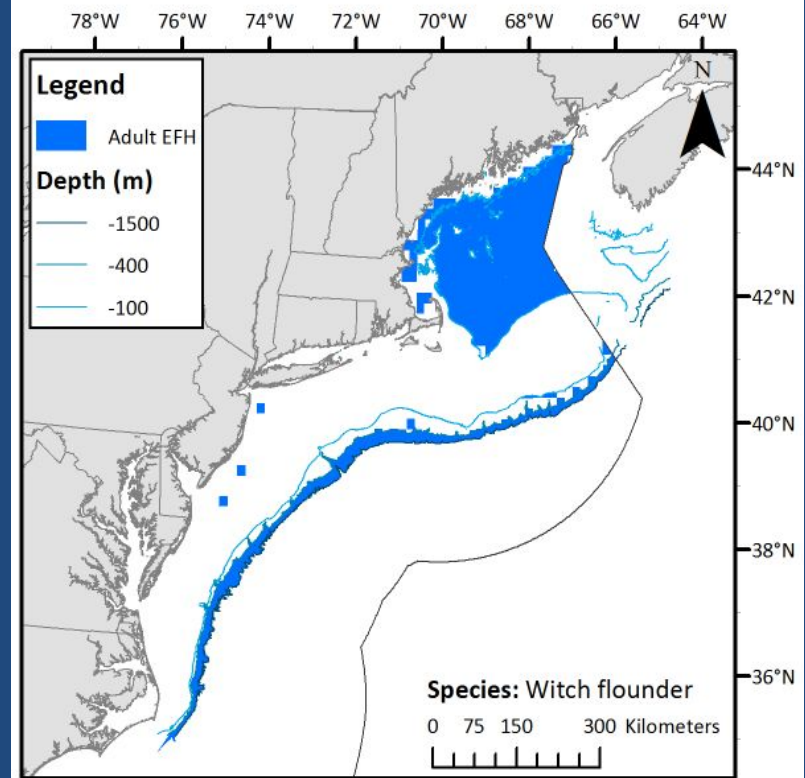 78°W 76°W 74°W 72°W 70°W 68°W 66°W 64°W
Legend
Adult EFH
Depth (m)
-1500
-400
-100
N
44°N
42°N
40°N
38°N
36°N
Species: Witch flounder
0 75 150 300 Kilometers